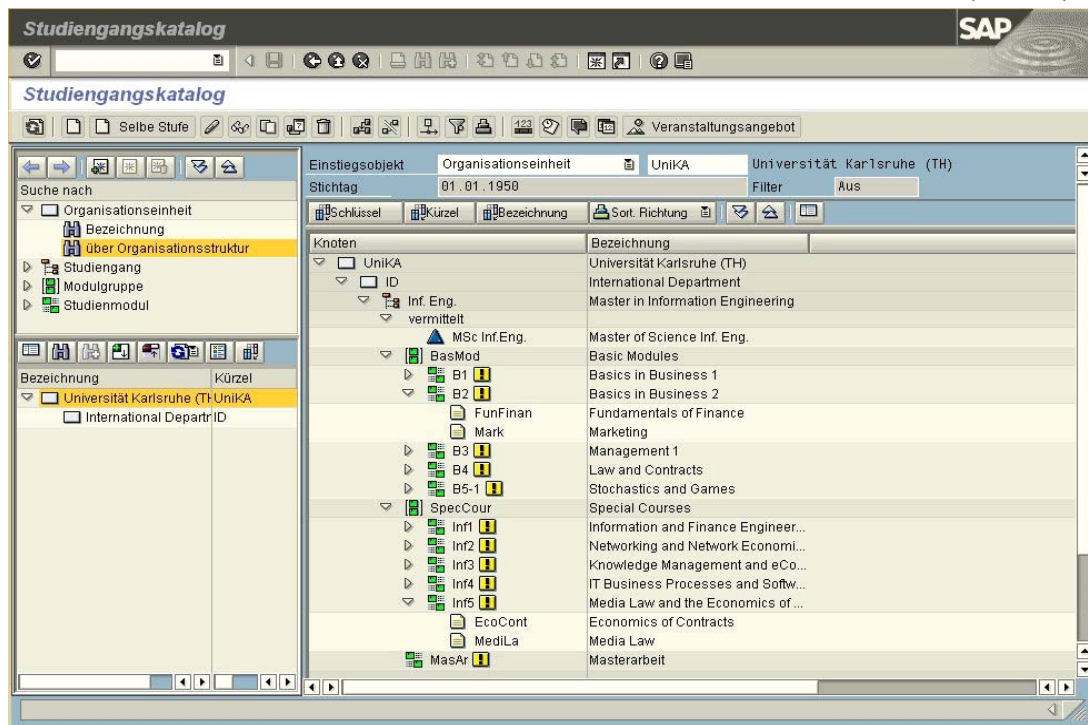 Studiengangskatalog
SAP
Studiengangskatalog
Selbe Stufe
Veranstaltungsangebot
Suche nach
Organisationseinheit
Bezeichnung
über Organisationsstruktur
Studiengang
Modulgruppe
Studienmodul
Bezeichnung Kürzel
Universität Karlsruhe (TH UniKA
International Departr ID
Einstiegsobjekt Organisationseinheit UniKA Universität Karlsruhe (TH)
Stichtag 01.01.1950 Filter Aus
Schlüssel Kürzel Bezeichnung Sort. Richtung
Knoten Bezeichnung
UniKA Universität Karlsruhe (TH)
ID International Department
Inf. Eng. Master in Information Engineering
vermittelt
MSc Inf.Eng. Master of Science Inf. Eng.
BasMod Basic Modules
B1 Basics in Business 1
B2 Basics in Business 2
FunFinan Fundamentals of Finance
Mark Marketing
B3 Management 1
B4 Law and Contracts
B5-1 Stochastics and Games
SpecCour Special Courses
Inf1 Information and Finance Engineer...
Inf2 Networking and Network Economi...
Inf3 Knowledge Management and eCo...
Inf4 IT Business Processes and Softw...
Inf5 Media Law and the Economics of ...
EcoCont Economics of Contracts
MediLa Media Law
MasAr Masterarbeit